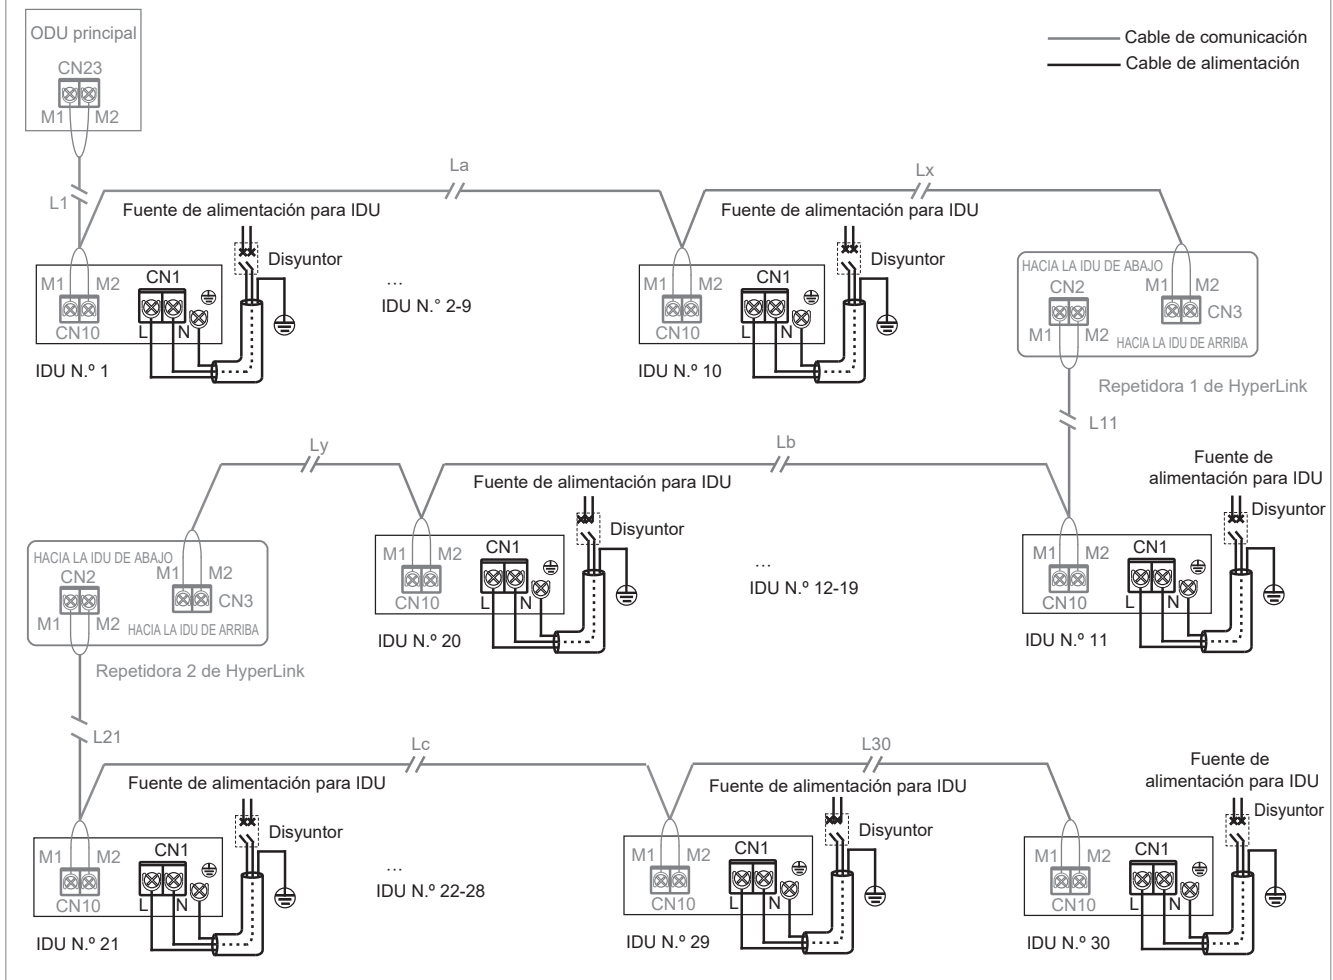 ODU principal
CN23
M1 M2
Cable de comunicación
Cable de alimentación
L1
La
Lx
Fuente de alimentación para IDU
Disyuntor
M1 M2 CN1
CN10 L N
IDU N.º 1
...
IDU N.° 2-9
Fuente de alimentación para IDU
Disyuntor
M1 M2 CN1
CN10 L N
IDU N.º 10
HACIA LA IDU DE ABAJO
CN2
M1 M2
M1 M2
CN3
HACIA LA IDU DE ARRIBA
Repetidora 1 de HyperLink
L11
Ly
Lb
HACIA LA IDU DE ABAJO
CN2
M1 M2
M1 M2
CN3
HACIA LA IDU DE ARRIBA
Repetidora 2 de HyperLink
Fuente de alimentación para IDU
Disyuntor
M1 M2 CN1
CN10 L N
IDU N.º 20
...
IDU N.º 12-19
Fuente de
alimentación para IDU
Disyuntor
M1 M2 CN1
CN10 L N
IDU N.º 11
L21
Lc
L30
Fuente de alimentación para IDU
Disyuntor
M1 M2 CN1
CN10 L N
IDU N.º 21
...
IDU N.º 22-28
Fuente de alimentación para IDU
Disyuntor
M1 M2 CN1
CN10 L N
IDU N.º 29
Fuente de
alimentación para IDU
Disyuntor
M1 M2 CN1
CN10 L N
IDU N.º 30